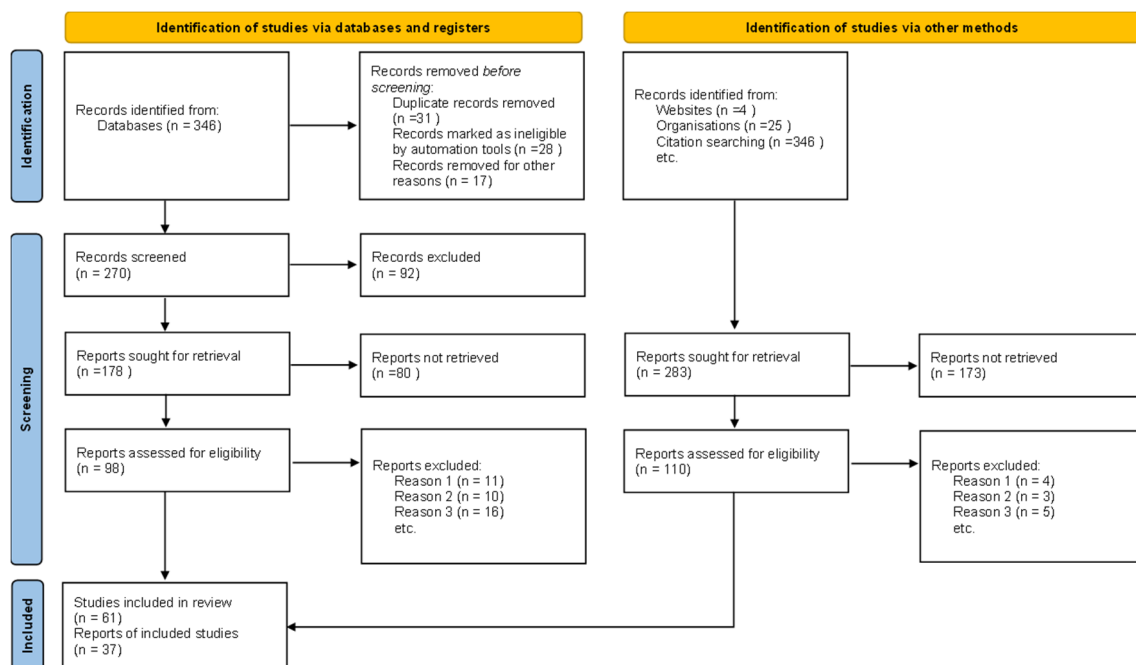 Identification of studies via databases and registers
Identification of studies via other methods
Identification
Records identified from:
Databases (n = 346)
Records removed before
screening:
Duplicate records removed
(n =31 )
Records marked as ineligible
by automation tools (n =28 )
Records removed for other
reasons (n = 17)
Records identified from:
Websites (n =4 )
Organisations (n =25 )
Citation searching (n =346 )
etc.
Screening
Records screened
(n = 270)
Records excluded
(n = 92)
Reports sought for retrieval
(n =178 )
Reports not retrieved
(n =80 )
Reports sought for retrieval
(n = 283)
Reports not retrieved
(n = 173)
Reports assessed for eligibility
(n = 98)
Reports excluded:
Reason 1 (n = 11)
Reason 2 (n = 10)
Reason 3 (n = 16)
etc.
Reports assessed for eligibility
(n = 110)
Reports excluded:
Reason 1 (n = 4)
Reason 2 (n = 3)
Reason 3 (n = 5)
etc.
Included
Studies included in review
(n = 61)
Reports of included studies
(n = 37)